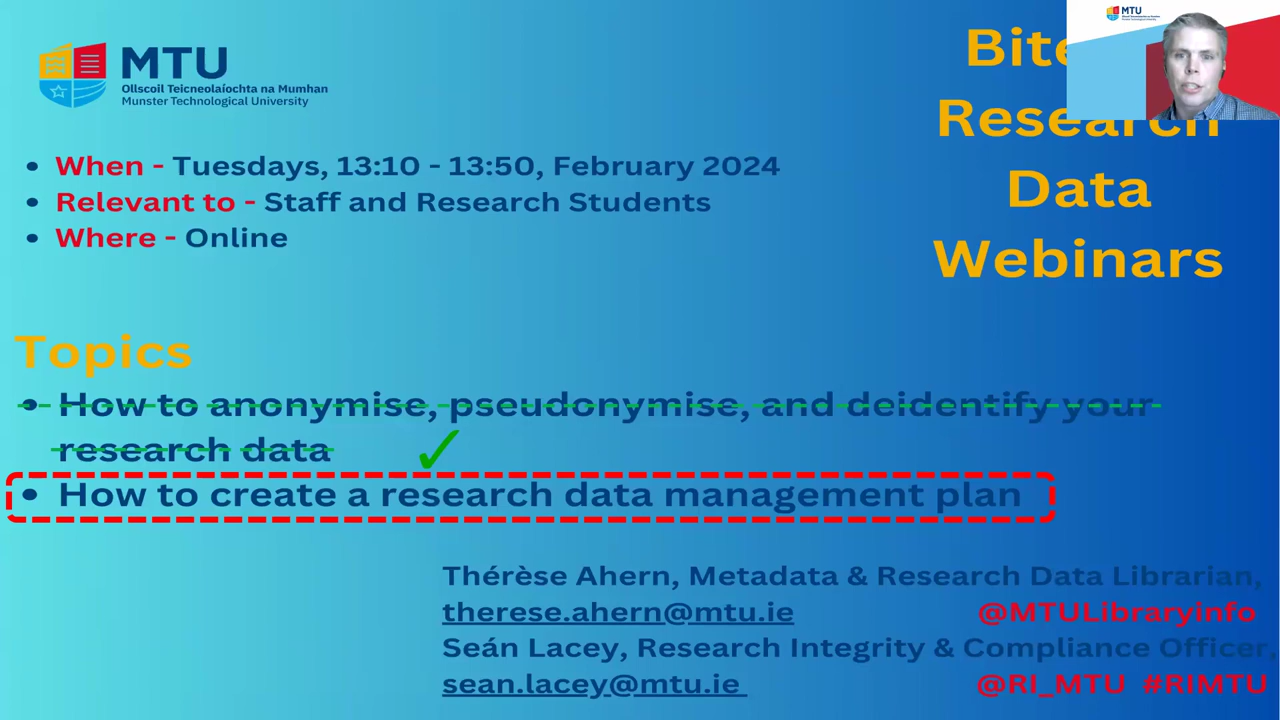 MTU
Ollscoil Teicneolaíochta na Mumhan
Munster Technological University
Bite
Research
Data
Webinars
MTU
• When - Tuesdays, 13:10 - 13:50, February 2024
• Relevant to - Staff and Research Students
• Where - Online
Topics
• How to anonymise, pseudonymise, and deidentify your
research data ✓
• How to create a research data management plan
Thérèse Ahern, Metadata & Research Data Librarian,
therese.ahern@mtu.ie @MTULibraryinfo
Seán Lacey, Research Integrity & Compliance Officer,
sean.lacey@mtu.ie @RI_MTU #RIMTU